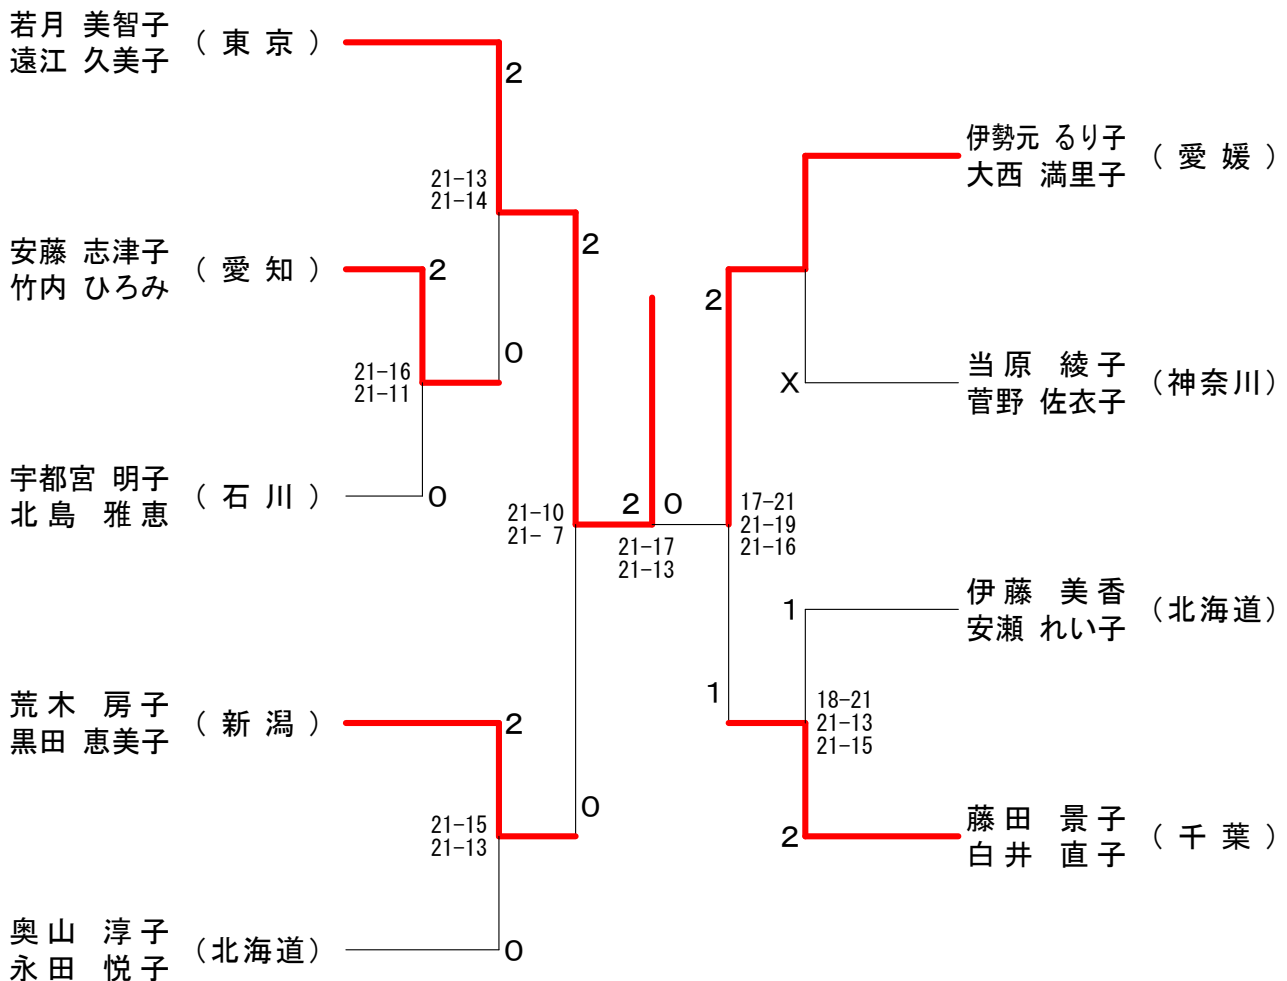 若月 美智子
遠江 久美子
（ 東 京 ）
2
21-13
21-14
安藤 志津子
竹内 ひろみ
（ 愛 知 ）
2
0
21-16
21-11
宇都宮 明子
北島 雅恵
（ 石 川 ）
0
2
21-10
21- 7
荒木 房子
黒田 恵美子
（ 新 潟 ）
2
0
21-15
21-13
奥山 淳子
永田 悦子
（北海道）
0
2 0
21-17
21-13
伊勢元 るり子
大西 満里子
（ 愛 媛 ）
2
当原 綾子
菅野 佐衣子
（神奈川）
X
17-21
21-19
21-16
伊藤 美香
安瀬 れい子
（北海道）
1
1
18-21
21-13
21-15
藤田 景子
白井 直子
（ 千 葉 ）
2